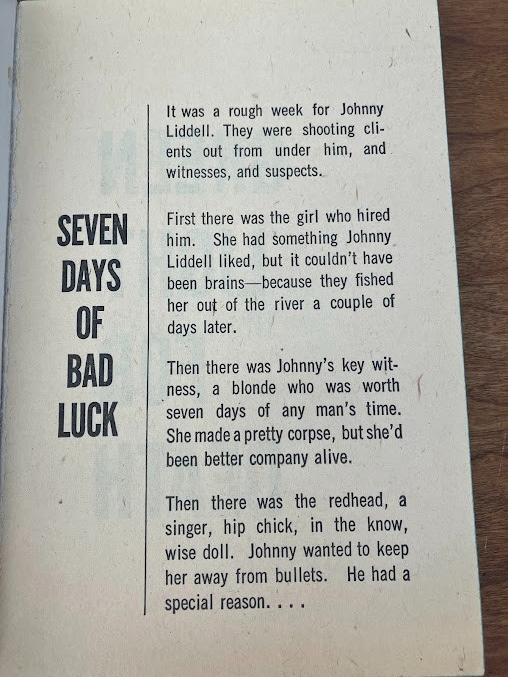 SEVEN
DAYS
OF
BAD
LUCK
It was a rough week for Johnny
Liddell. They were shooting cli-
ents out from under him, and
witnesses, and suspects.
First there was the girl who hired
him. She had something Johnny
Liddell liked, but it couldn't have
been brains—because they fished
her out of the river a couple of
days later.
Then there was Johnny's key wit-
ness, a blonde who was worth
seven days of any man's time.
She made a pretty corpse, but she'd
been better company alive.
Then there was the redhead, a
singer, hip chick, in the know,
wise doll. Johnny wanted to keep
her away from bullets. He had a
special reason. . . .